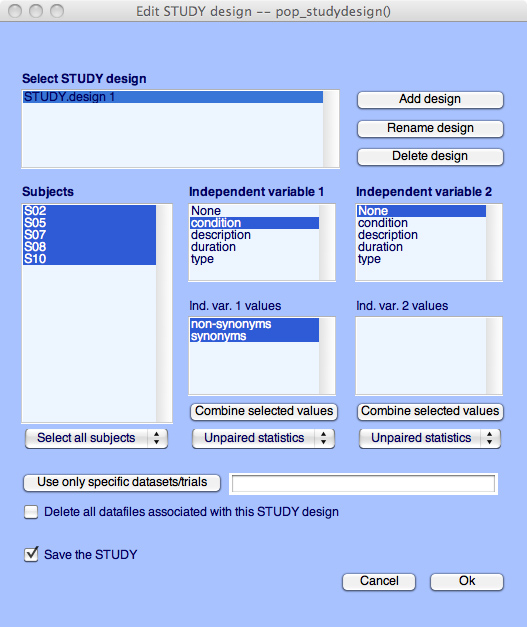 Edit STUDY design -- pop_studydesign()
Select STUDY design
STUDY.design 1
Add design
Rename design
Delete design
Subjects
S02
S05
S07
S08
S10
Select all subjects
Independent variable 1
None
condition
description
duration
type
Ind. var. 1 values
non-synonyms
synonyms
Combine selected values
Unpaired statistics
Independent variable 2
None
condition
description
duration
type
Ind. var. 2 values
Combine selected values
Unpaired statistics
Use only specific datasets/trials
Delete all datafiles associated with this STUDY design
Save the STUDY
Cancel
Ok